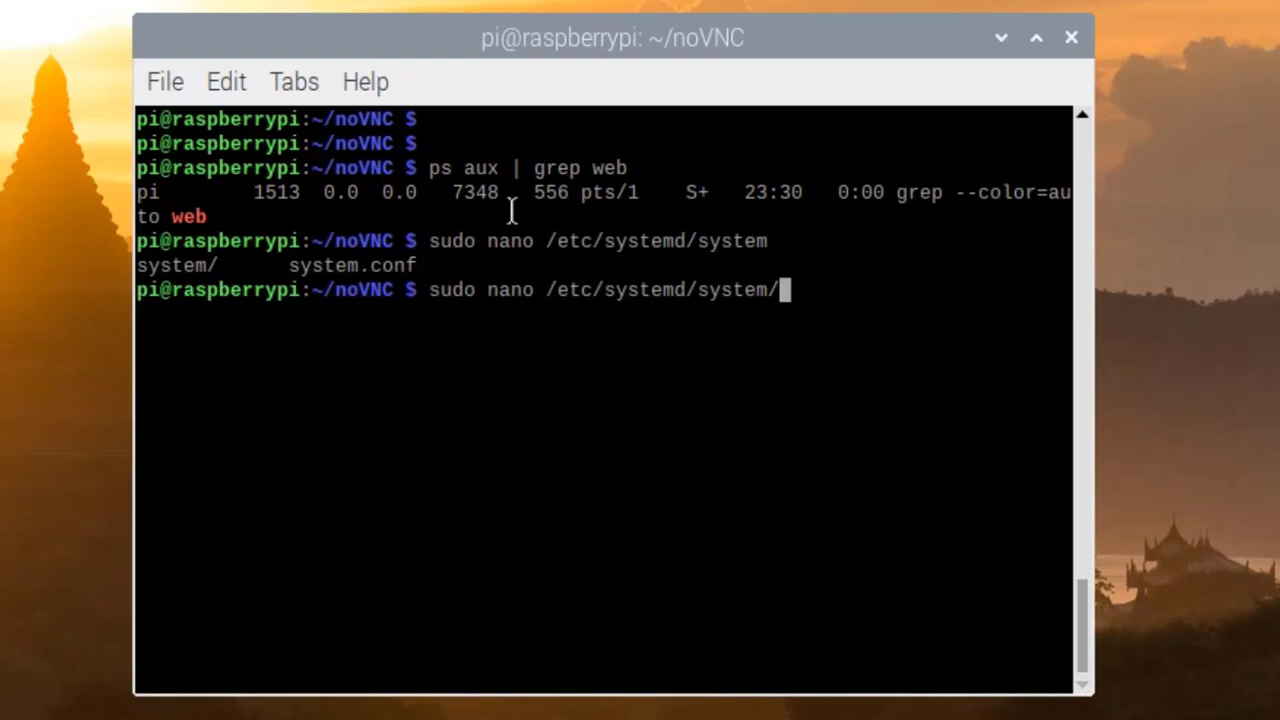 pi@raspberrypi: ~/noVNC
File Edit Tabs Help
pi@raspberrypi:~/noVNC $
pi@raspberrypi:~/noVNC $
pi@raspberrypi:~/noVNC $ ps aux | grep web
pi 1513 0.0 0.0 7348 556 pts/1 S+ 23:30 0:00 grep --color=au
to web
pi@raspberrypi:~/noVNC $ sudo nano /etc/systemd/system
system/ system.conf
pi@raspberrypi:~/noVNC $ sudo nano /etc/systemd/system/